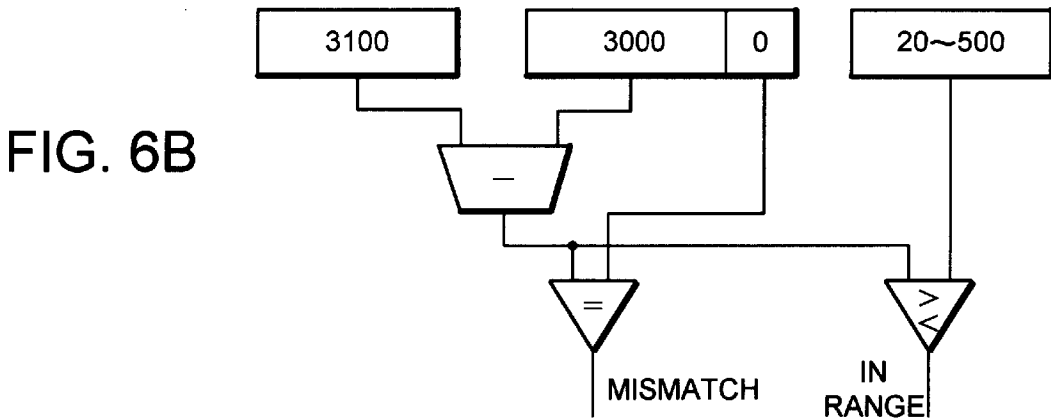 3100
3000 0
20~500
FIG. 6B
−
=
>
<
MISMATCH
IN
RANGE